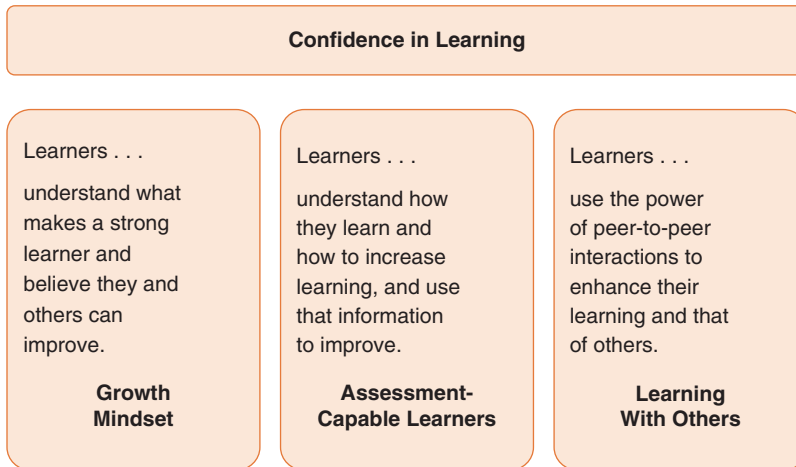 Confidence in Learning
Learners . . .
understand what
makes a strong
learner and
believe they and
others can
improve.
Growth
Mindset
Learners . . .
understand how
they learn and
how to increase
learning, and use
that information
to improve.
Assessment-
Capable Learners
Learners . . .
use the power
of peer-to-peer
interactions to
enhance their
learning and that
of others.
Learning
With Others